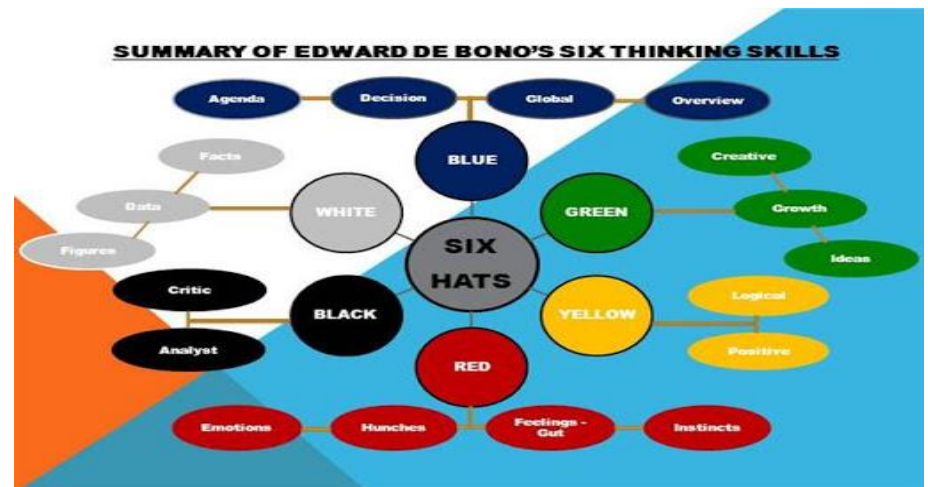 SUMMARY OF EDWARD DE BONO'S SIX THINKING SKILLS
Agenda
Decision
Global
Overview
BLUE
Facts
Data
Figures
WHITE
Creative
Growth
Ideas
GREEN
SIX
HATS
Critic
Analyst
BLACK
Logical
Positive
YELLOW
RED
Emotions
Hunches
Feelings -
Gut
Instincts